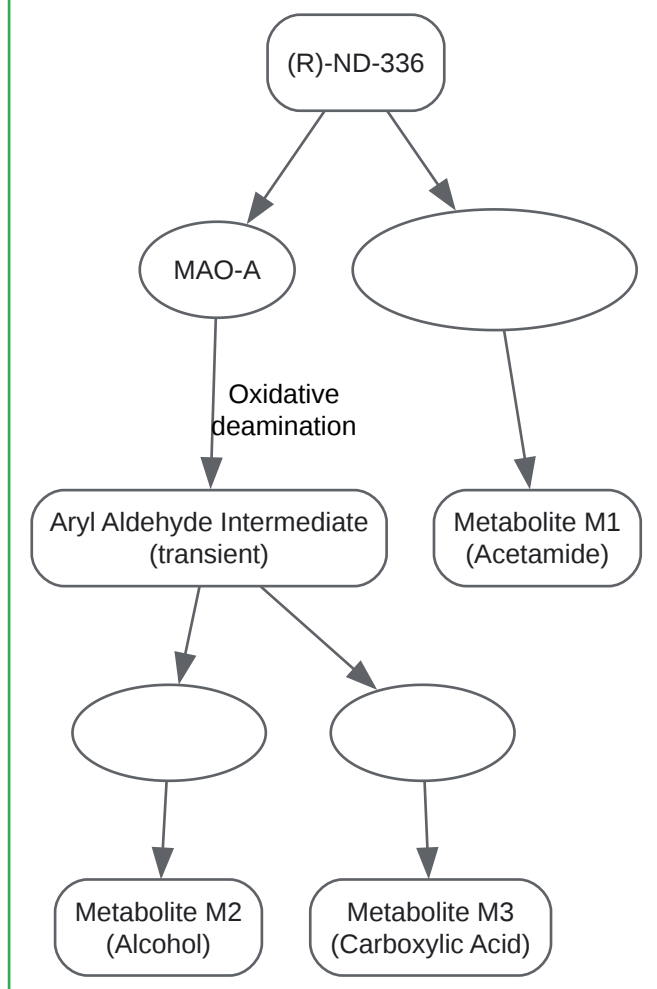 (R)-ND-336
MAO-A
Oxidative
deamination
Aryl Aldehyde Intermediate
(transient)
Metabolite M1
(Acetamide)
Metabolite M2
(Alcohol)
Metabolite M3
(Carboxylic Acid)